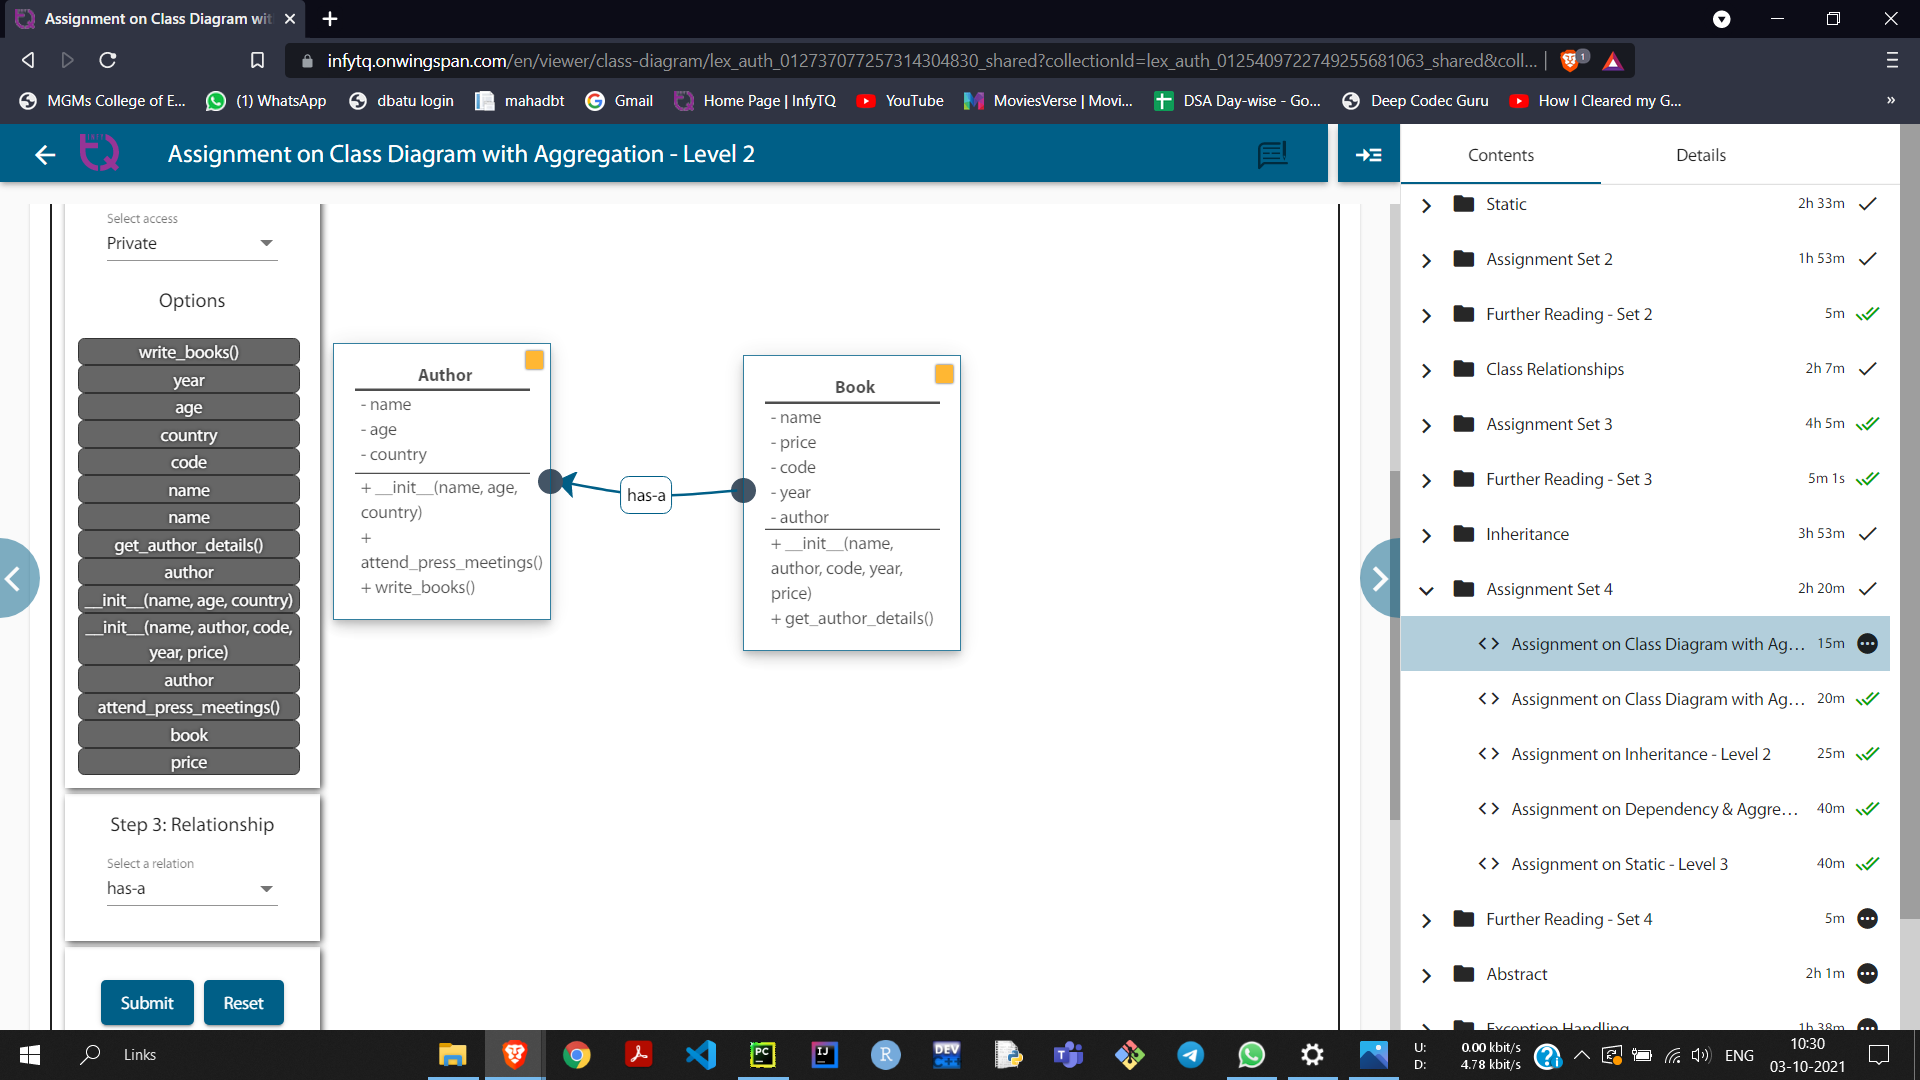 Assignment on Class Diagram wit
infytq.onwingspan.com/en/viewer/class-diagram/lex_auth_012737077257314304830_shared?collectionId=lex_auth_0125409722749255681063_shared&coll...
1
MGMs College of E...
(1) WhatsApp
dbatu login
mahadbt
Gmail
Home Page | InfyTQ
YouTube
MoviesVerse | Movi...
DSA Day-wise - Go...
Deep Codec Guru
How I Cleared my G...
»
Assignment on Class Diagram with Aggregation - Level 2
Select access
Private
Options
write_books()
year
age
country
code
name
name
get_author_details()
author
__init__(name, age, country)
__init__(name, author, code,
year, price)
author
attend_press_meetings()
book
price
Step 3: Relationship
Select a relation
has-a
Submit
Reset
Author
- name
- age
- country
+ __init__(name, age,
country)
+
attend_press_meetings()
+ write_books()
has-a
Book
- name
- price
- code
- year
- author
+ __init__(name,
author, code, year,
price)
+ get_author_details()
Contents
Details
Static 2h 33m
Assignment Set 2 1h 53m
Further Reading - Set 2 5m
Class Relationships 2h 7m
Assignment Set 3 4h 5m
Further Reading - Set 3 5m 1s
Inheritance 3h 53m
Assignment Set 4 2h 20m
Assignment on Class Diagram with Ag... 15m
Assignment on Class Diagram with Ag... 20m
Assignment on Inheritance - Level 2 25m
Assignment on Dependency & Aggre... 40m
Assignment on Static - Level 3 40m
Further Reading - Set 4 5m
Abstract 2h 1m
Exception Handling 1h 38m
Links
PC
IJ
R
DEV
U: 0.00 kbit/s
D: 4.78 kbit/s
ENG
10:30
03-10-2021